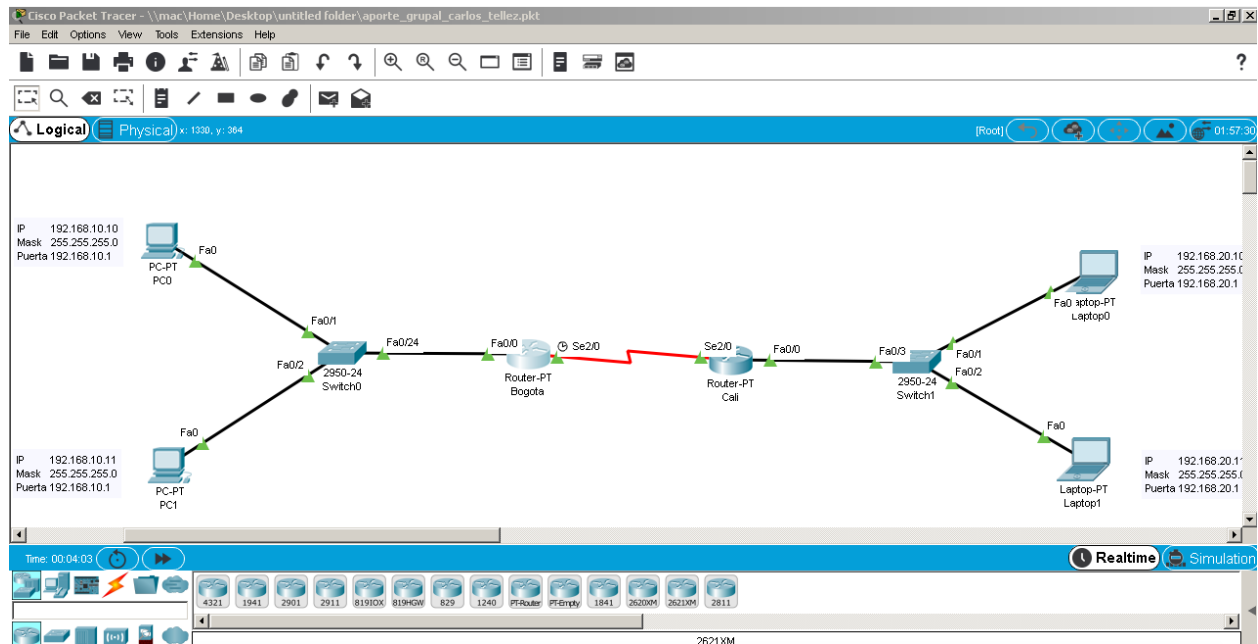 Cisco Packet Tracer - \\mac\Home\Desktop\untitled folder\aporte_grupal_carlos_tellez.pkt
File Edit Options View Tools Extensions Help
?
Logical Physical x: 1330, y: 364 [Root] 01:57:30
IP 192.168.10.10
Mask 255.255.255.0
Puerta 192.168.10.1
Fa0
PC-PT
PC0
Fa0/1
Fa0/2
2950-24
Switch0
Fa0/24
Fa0/0
Se2/0
Router-PT
Bogota
Se2/0
Fa0/0
Router-PT
Cali
Fa0/3
Fa0/1
Fa0/2
2950-24
Switch1
Fa0
aptop-PT
Laptop0
IP 192.168.20.10
Mask 255.255.255.0
Puerta 192.168.20.1
Fa0
IP 192.168.10.11
Mask 255.255.255.0
Puerta 192.168.10.1
PC-PT
PC1
Fa0
Laptop-PT
Laptop1
IP 192.168.20.11
Mask 255.255.255.0
Puerta 192.168.20.1
Time: 00:04:03 Realtime Simulation
4321 1941 2901 2911 819IOX 819HGW 829 1240 PT-Router PT-Empty 1841 2620XM 2621XM 2811
2621XM